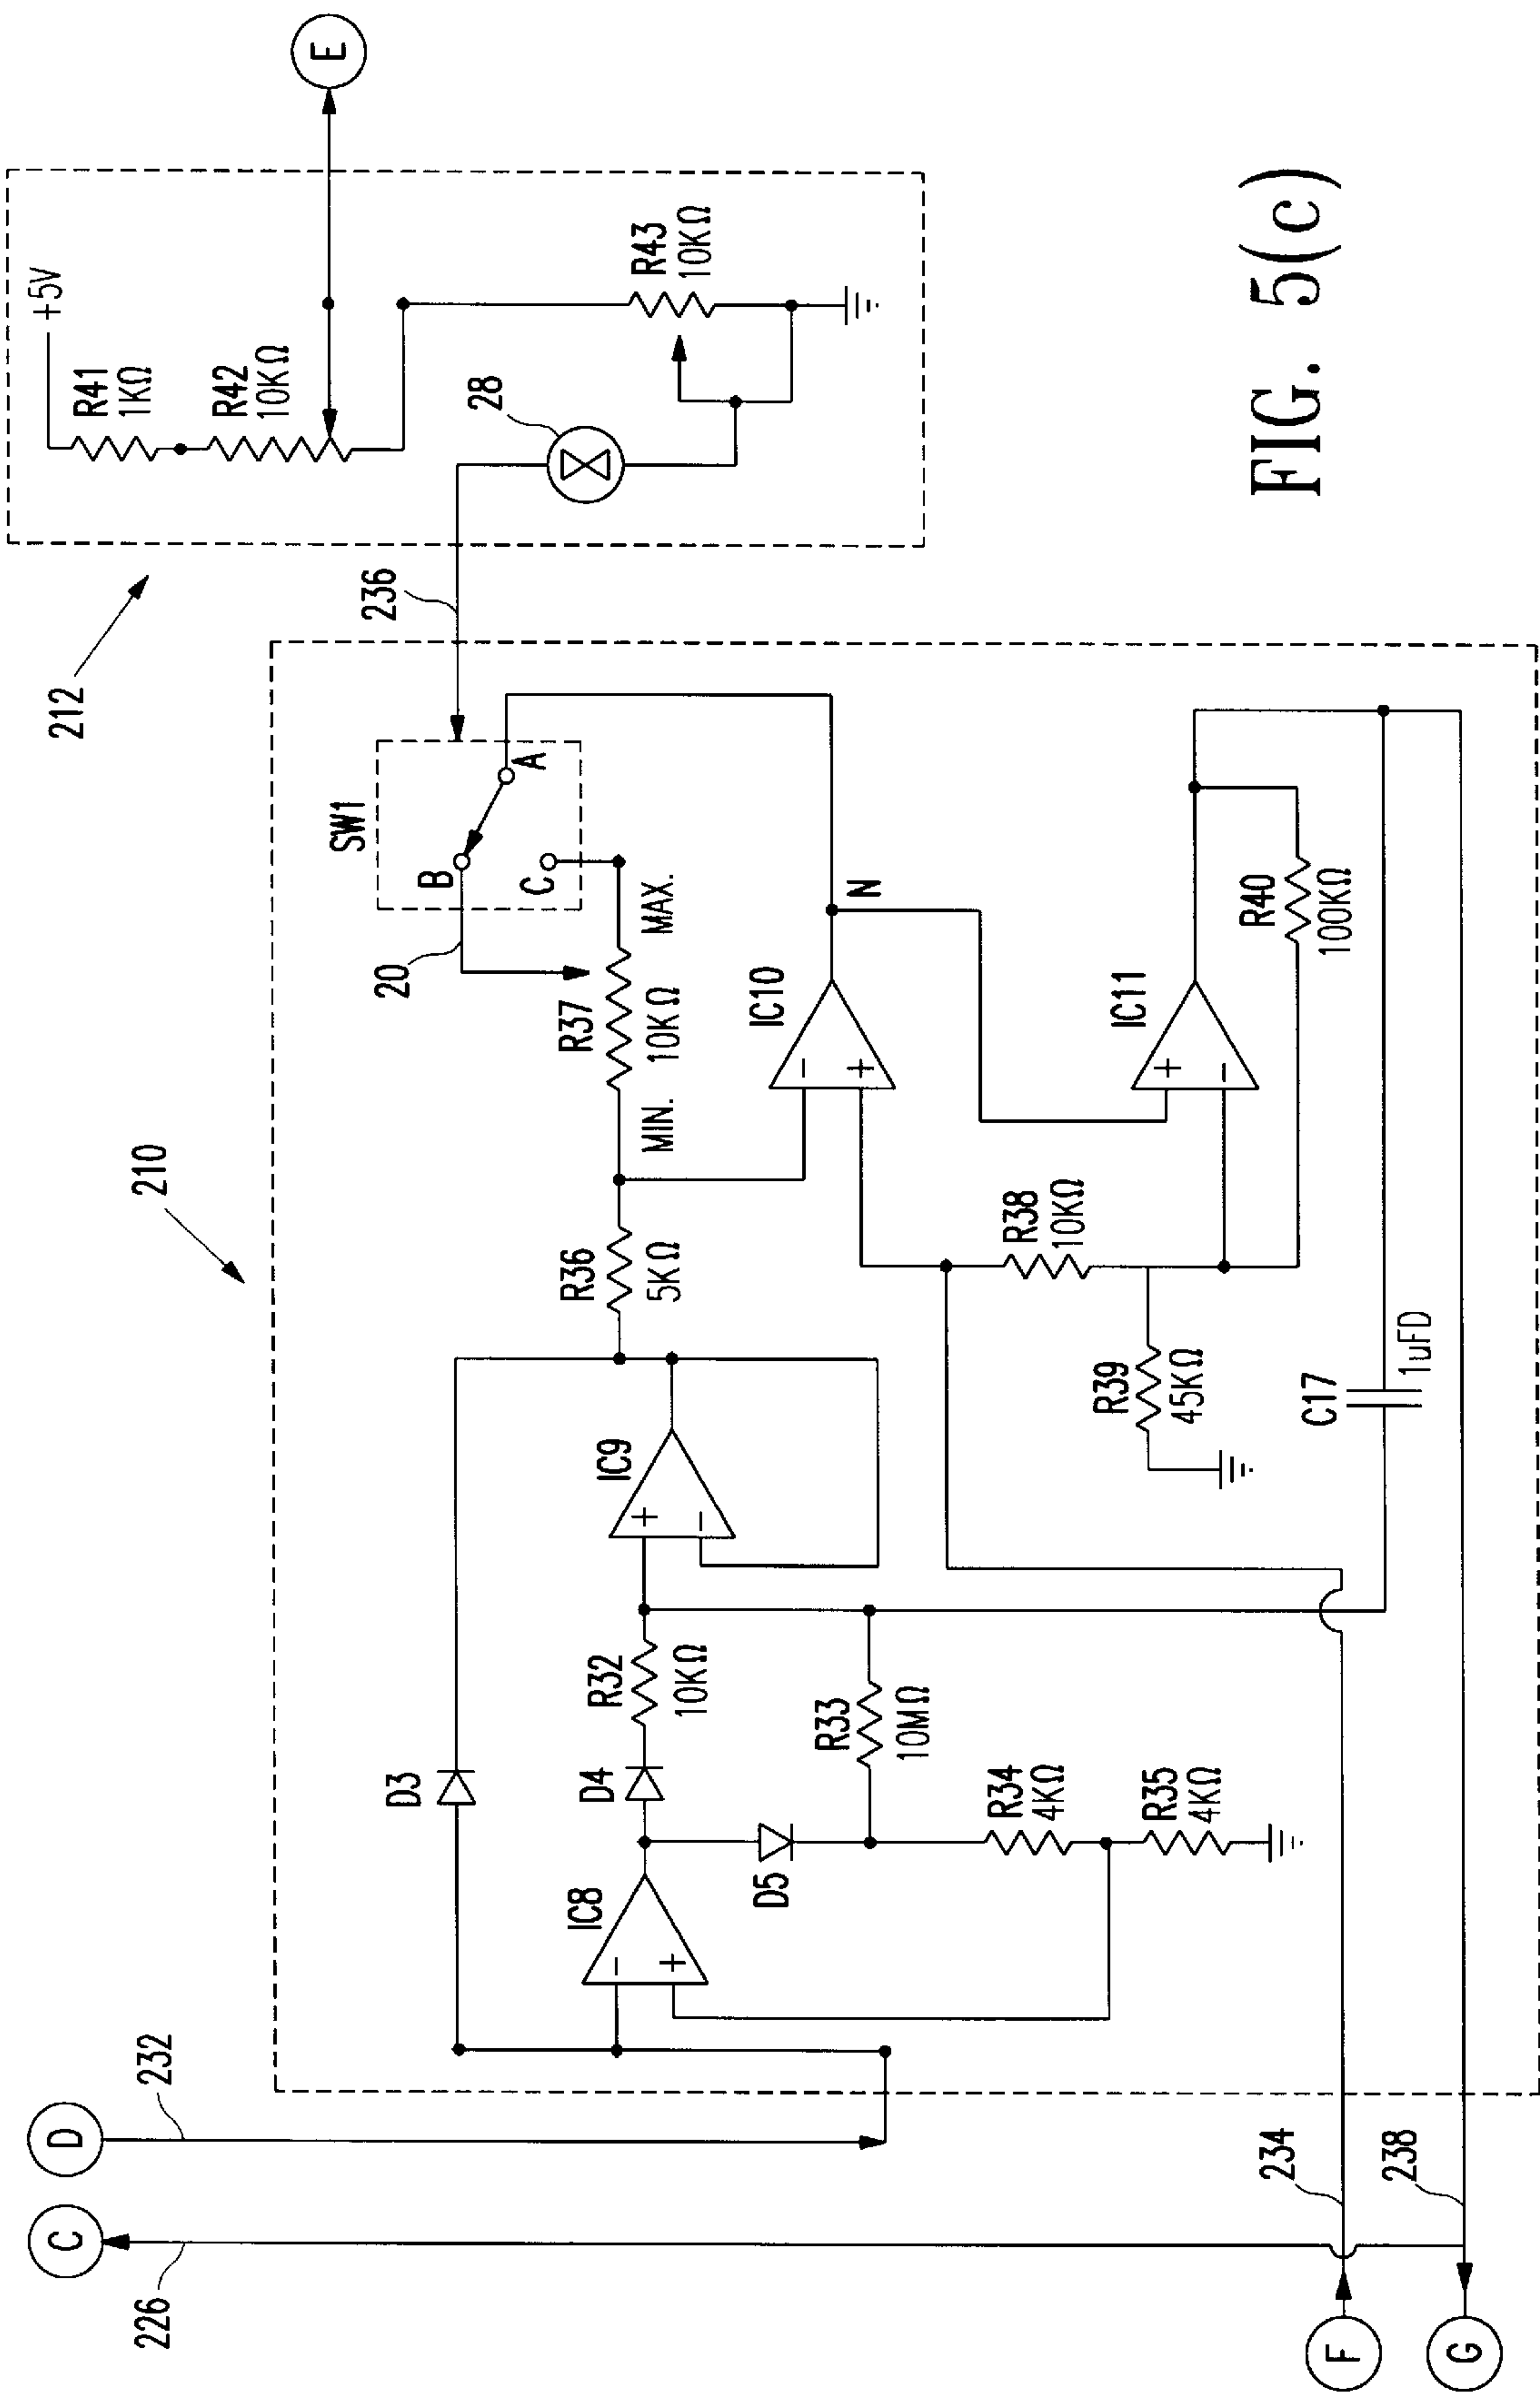 E
+5V
R41
1KΩ
R42
10KΩ
R43
10KΩ
28
212
236
SW1
A
B
C
20
R37
10KΩ
MIN.
MAX.
R36
5KΩ
210
IC10
-
+
N
IC11
+
-
R40
100KΩ
R38
10KΩ
R39
45KΩ
C17
1uFD
IC9
+
-
D3
D4
R32
10KΩ
R33
10MΩ
D5
R34
4KΩ
R35
4KΩ
IC8
-
+
D
232
C
226
F
234
G
238
FIG. 5(c)